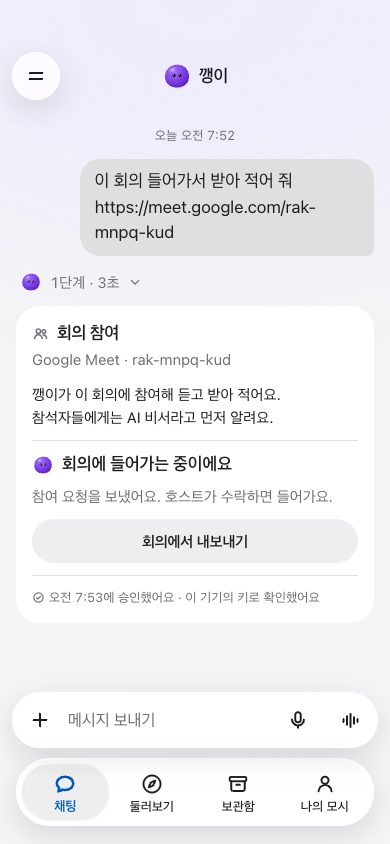 깽이
오늘 오전 7:52
이 회의 들어가서 받아 적어 줘
https://meet.google.com/rak-
mnpq-kud
1단계 · 3초
회의 참여
Google Meet · rak-mnpq-kud
깽이가 이 회의에 참여해 듣고 받아 적어요.
참석자들에게는 AI 비서라고 먼저 알려요.
회의에 들어가는 중이에요
참여 요청을 보냈어요. 호스트가 수락하면 들어가요.
회의에서 내보내기
오전 7:53에 승인했어요 · 이 기기의 키로 확인했어요
메시지 보내기
채팅
둘러보기
보관함
나의 모시